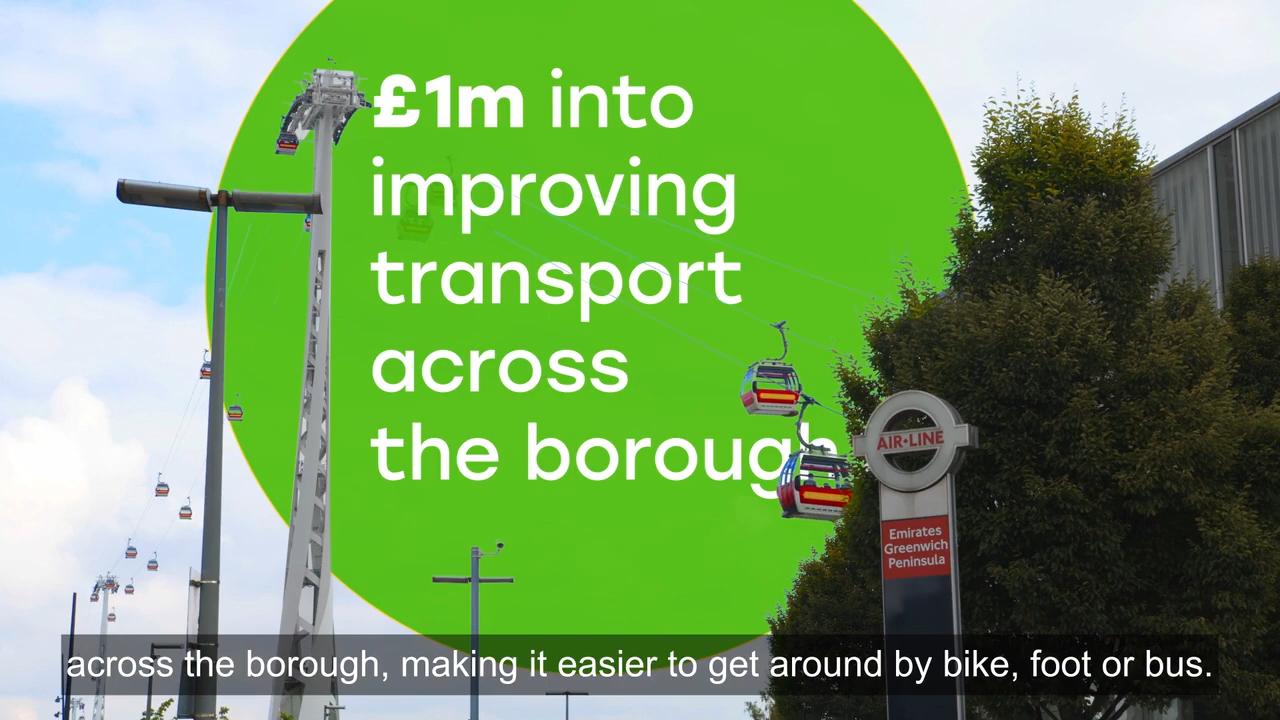 £1m into
improving
transport
across
the borough
AIR•LINE
Emirates
Greenwich
Peninsula
across the borough, making it easier to get around by bike, foot or bus.